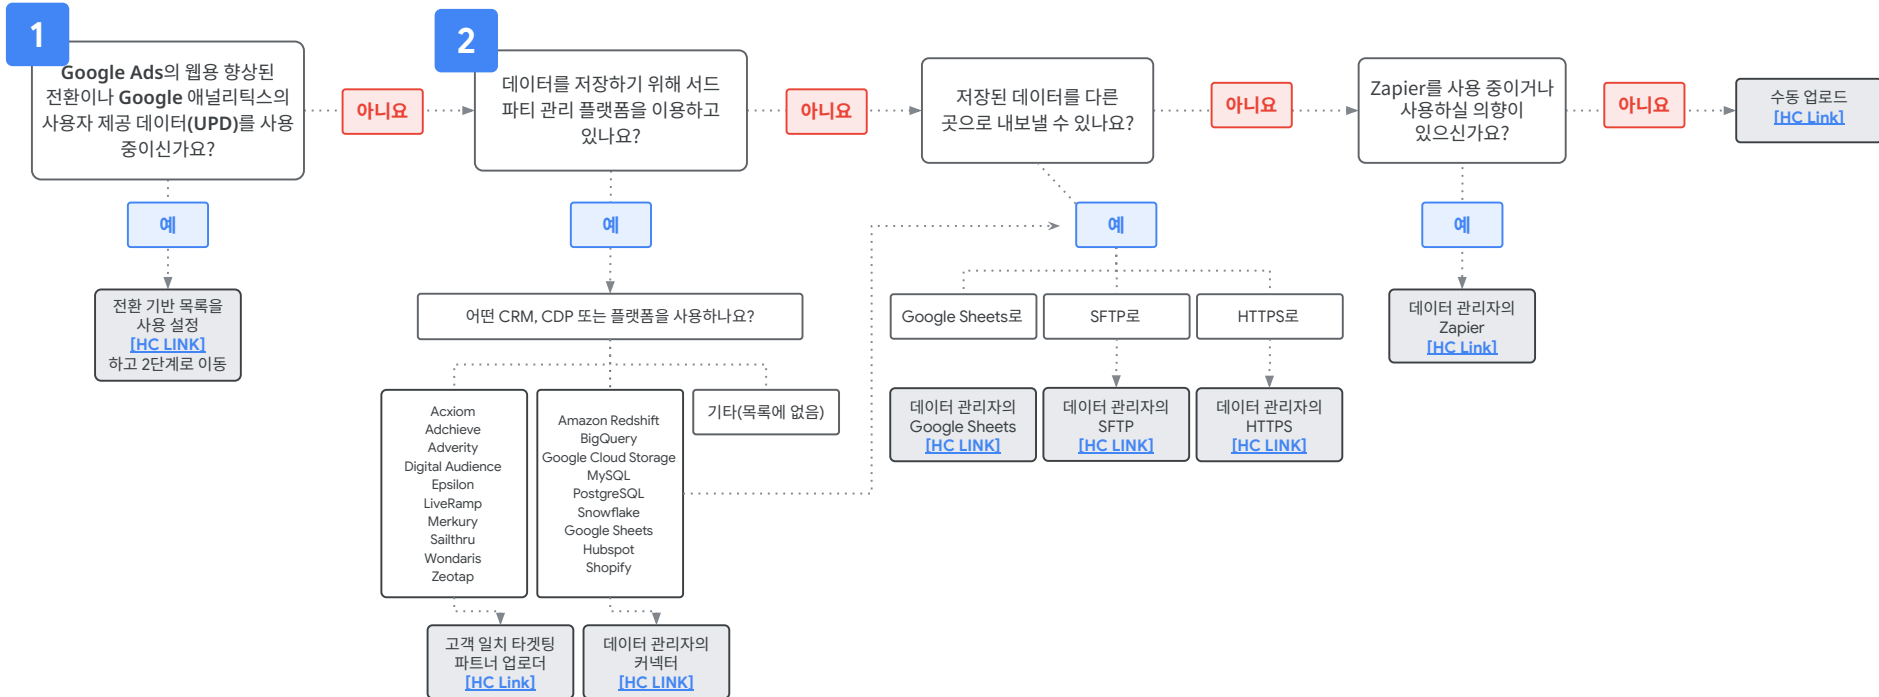 1
Google Ads의 웹용 향상된
전환이나 Google 애널리틱스의
사용자 제공 데이터(UPD)를 사용
중이신가요?
아니요
2
데이터를 저장하기 위해 서드
파티 관리 플랫폼을 이용하고
있나요?
아니요
저장된 데이터를 다른
곳으로 내보낼 수 있나요?
아니요
Zapier를 사용 중이거나
사용하실 의향이
있으신가요?
아니요
수동 업로드
[HC Link]
예
전환 기반 목록을
사용 설정
[HC LINK]
하고 2단계로 이동
예
어떤 CRM, CDP 또는 플랫폼을 사용하나요?
Acxiom
Adchieve
Adverity
Digital Audience
Epsilon
LiveRamp
Merkury
Sailthru
Wondaris
Zeotap
Amazon Redshift
BigQuery
Google Cloud Storage
MySQL
PostgreSQL
Snowflake
Google Sheets
Hubspot
Shopify
기타(목록에 없음)
고객 일치 타겟팅
파트너 업로더
[HC Link]
데이터 관리자의
커넥터
[HC LINK]
예
Google Sheets로
SFTP로
HTTPS로
데이터 관리자의
Google Sheets
[HC LINK]
데이터 관리자의
SFTP
[HC LINK]
데이터 관리자의
HTTPS
[HC LINK]
예
데이터 관리자의
Zapier
[HC Link]